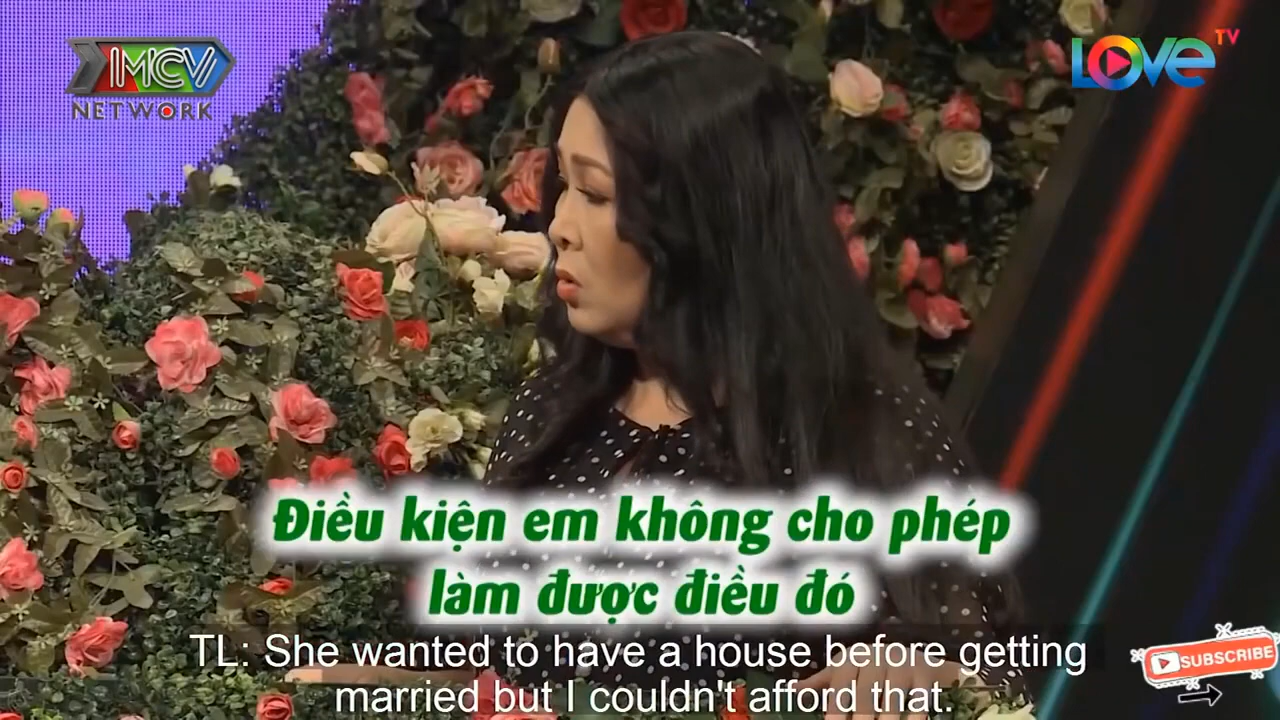 MCV
NETWORK
LOVE TV
Điều kiện em không cho phép
làm được điều đó
TL: She wanted to have a house before getting
married but I couldn't afford that.
SUBSCRIBE